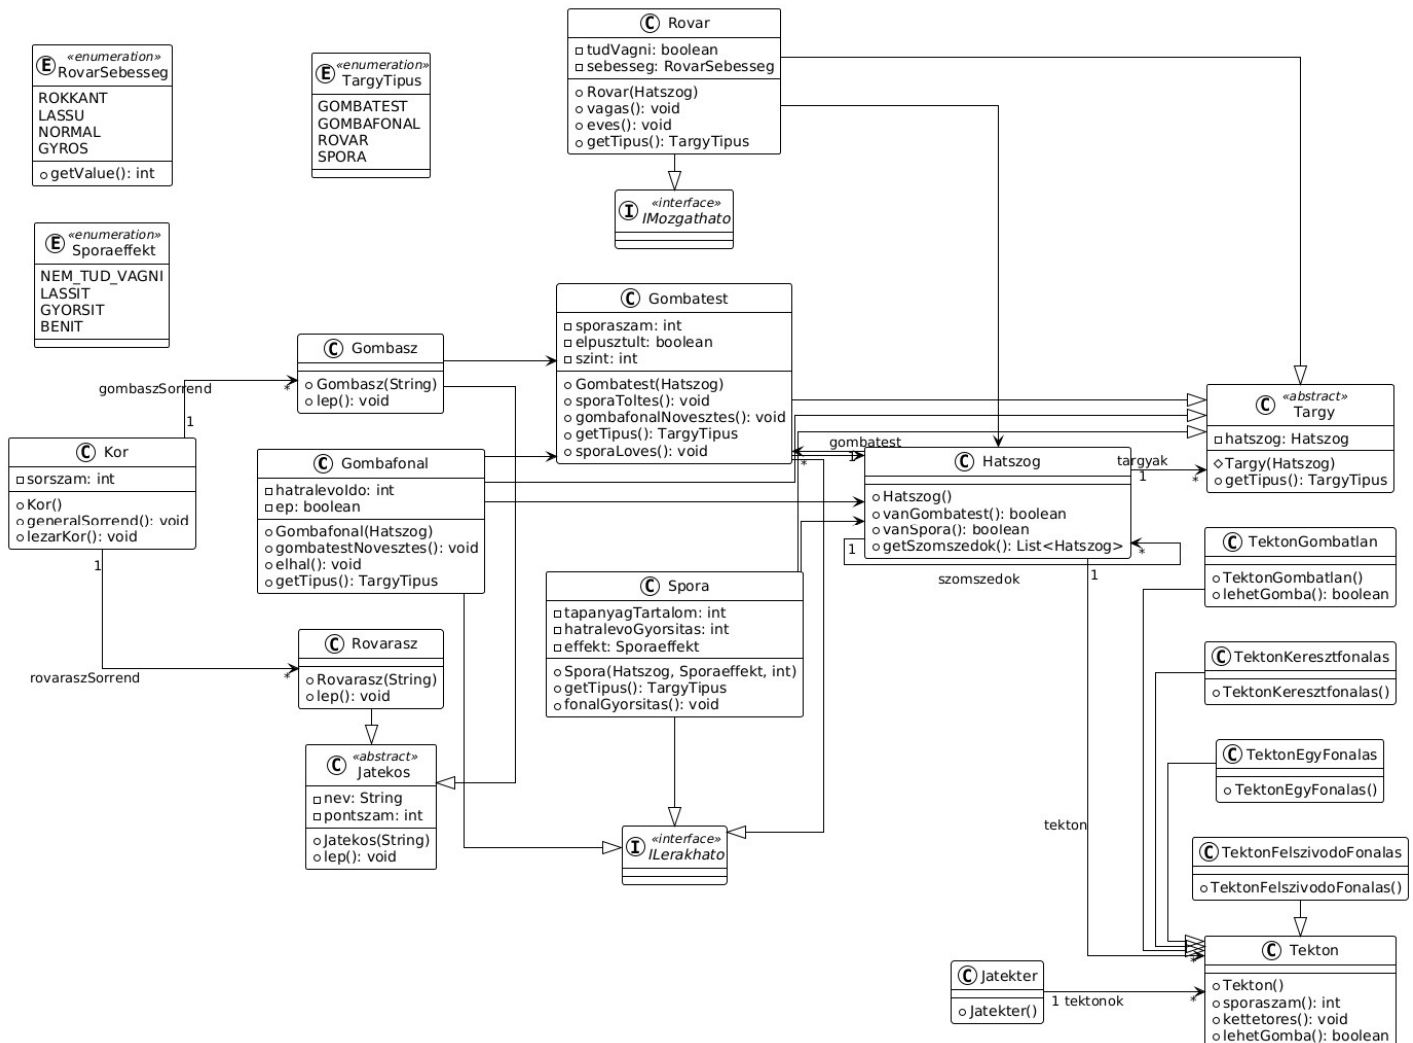 «enumeration»
RovarSebesseg
ROKKANT
LASSU
NORMAL
GYROS
getValue(): int
«enumeration»
TargyTipus
GOMBATEST
GOMBAFONAL
ROVAR
SPORA
Rovar
tudVagni: boolean
sebesseg: RovarSebesseg
Rovar(Hatszog)
vagas(): void
eves(): void
getTipus(): TargyTipus
«interface»
IMozgathato
«enumeration»
Sporaeffekt
NEM_TUD_VAGNI
LASSIT
GYORSIT
BENIT
Gombasz
Gombasz(String)
lep(): void
Gombatest
sporaszam: int
elpusztult: boolean
szint: int
Gombatest(Hatszog)
sporaToltes(): void
gombafonalNovesztes(): void
getTipus(): TargyTipus
sporaLoves(): void
gombaszSorrend
*
1
Kor
sorszam: int
Kor()
generalSorrend(): void
lezarKor(): void
1
Gombafonal
hatralevoIdo: int
ep: boolean
Gombafonal(Hatszog)
gombatestNovesztes(): void
elhal(): void
getTipus(): TargyTipus
gombatest
*
1
Hatszog
Hatszog()
vanGombatest(): boolean
vanSpora(): boolean
getSzomszedok(): List<Hatszog>
1
*
szomszedok
targyak
1
*
«abstract»
Targy
hatszog: Hatszog
Targy(Hatszog)
getTipus(): TargyTipus
TektonGombatlan
TektonGombatlan()
lehetGomba(): boolean
Spora
tapanyagTartalom: int
hatralevoGyorsitas: int
effekt: Sporaeffekt
Spora(Hatszog, Sporaeffekt, int)
getTipus(): TargyTipus
fonalGyorsitas(): void
1
Rovarasz
Rovarasz(String)
lep(): void
rovaraszSorrend
*
TektonKeresztfonalas
TektonKeresztfonalas()
«abstract»
Jatekos
nev: String
pontszam: int
Jatekos(String)
lep(): void
TektonEgyFonalas
TektonEgyFonalas()
«interface»
ILerakhato
tekton
*
TektonFelszivodoFonalas
TektonFelszivodoFonalas()
Jatekter
Jatekter()
1 tektonok
*
Tekton
Tekton()
sporaszam(): int
kettetores(): void
lehetGomba(): boolean